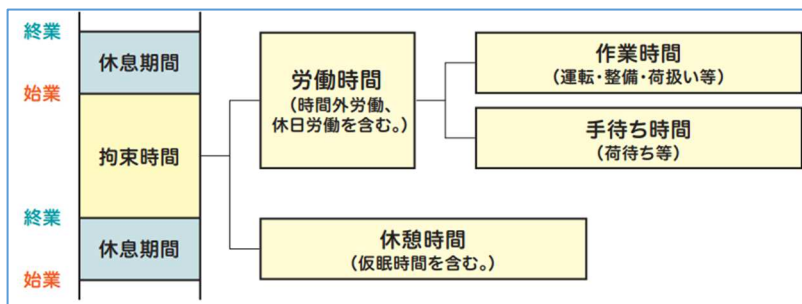 終業
休息期間
始業
拘束時間
終業
休息期間
始業
労働時間
（時間外労働、
休日労働を含む。）
作業時間
（運転・整備・荷扱い等）
手待ち時間
（荷待ち等）
休憩時間
（仮眠時間を含む。）